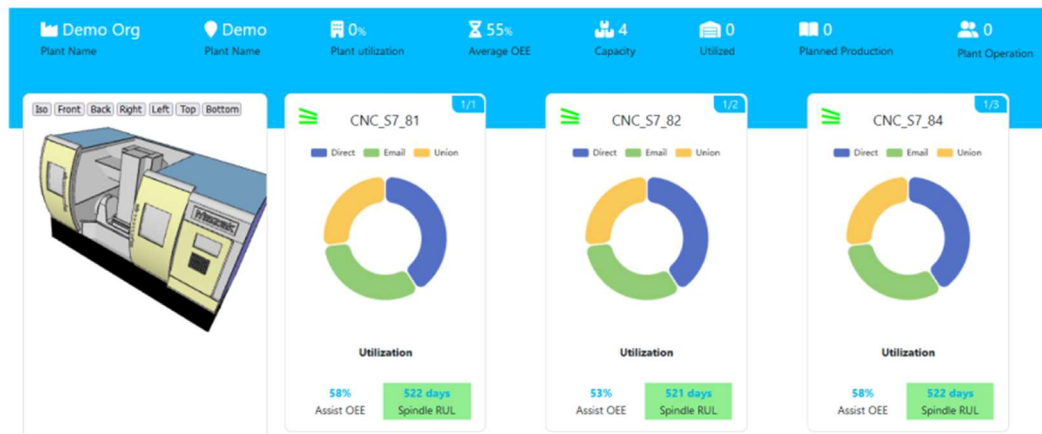 Demo Org
Plant Name
Demo
Plant Name
0%
Plant utilization
55%
Average OEE
4
Capacity
0
Utilized
0
Planned Production
0
Plant Operation
Iso Front Back Right Left Top Bottom
1/1
CNC_S7_81
Direct Email Union
Utilization
58%
Assist OEE
522 days
Spindle RUL
1/2
CNC_S7_82
Direct Email Union
Utilization
53%
Assist OEE
521 days
Spindle RUL
1/3
CNC_S7_84
Direct Email Union
Utilization
58%
Assist OEE
522 days
Spindle RUL